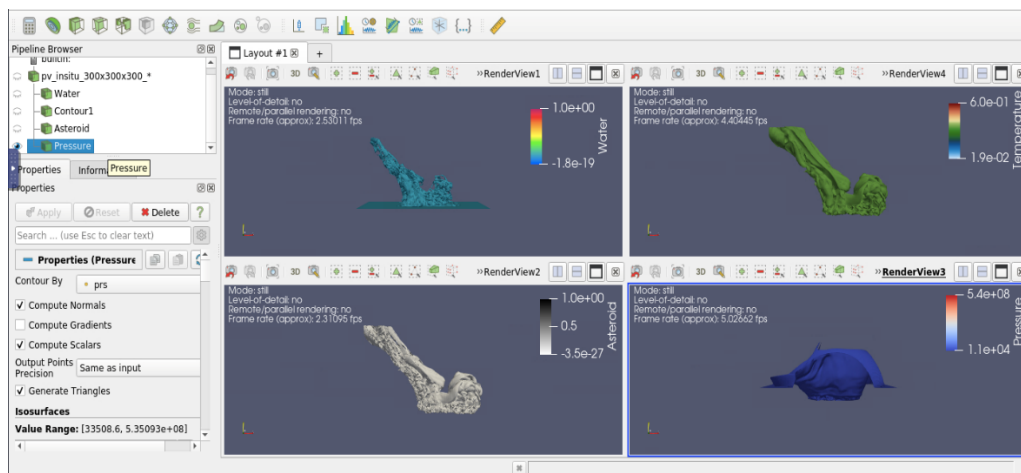 Pipeline Browser
builtin:
pv_insitu_300x300x300_*
Water
Contour1
Asteroid
Pressure
Properties
Pressure
Properties
Apply
Reset
Delete
?
Search ... (use Esc to clear text)
Properties (Pressure
Contour By
prs
Compute Normals
Compute Gradients
Compute Scalars
Output Points
Precision
Same as input
Generate Triangles
Isosurfaces
Value Range: [33508.6, 5.35093e+08]
{...}
Layout #1
+
3D
»RenderView1
Mode: still
Level-of-detail: no
Remote/parallel rendering: no
Frame rate (approx): 2.53011 fps
1.0e+00
-1.8e-19
Water
3D
»RenderView4
Mode: still
Level-of-detail: no
Remote/parallel rendering: no
Frame rate (approx): 4.40445 fps
6.0e-01
1.9e-02
Temperature
3D
»RenderView2
Mode: still
Level-of-detail: no
Remote/parallel rendering: no
Frame rate (approx): 2.31095 fps
1.0e+00
0.5
-3.5e-27
Asteroid
3D
»RenderView3
Mode: still
Level-of-detail: no
Remote/parallel rendering: no
Frame rate (approx): 5.02662 fps
5.4e+08
1.1e+04
Pressure